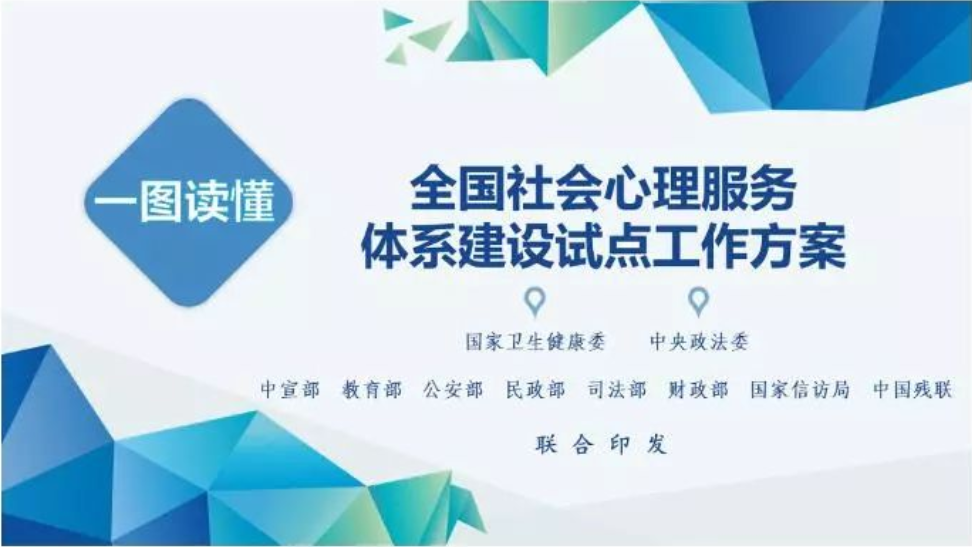 一图读懂
全国社会心理服务
体系建设试点工作方案
国家卫生健康委 中央政法委
中宣部 教育部 公安部 民政部 司法部 财政部 国家信访局 中国残联
联合印发